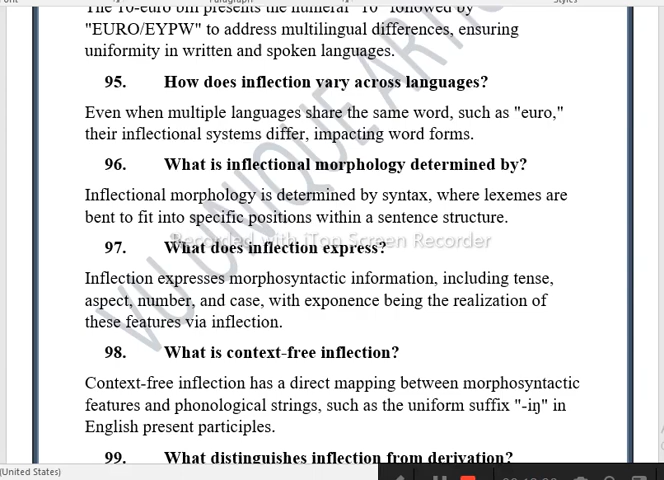 The 10-euro bill presents the numeral "10" followed by
"EURO/EYPW" to address multilingual differences, ensuring
uniformity in written and spoken languages.
95. How does inflection vary across languages?
Even when multiple languages share the same word, such as "euro,"
their inflectional systems differ, impacting word forms.
96. What is inflectional morphology determined by?
Inflectional morphology is determined by syntax, where lexemes are
bent to fit into specific positions within a sentence structure.
Recorded with iTop Screen Recorder
97. What does inflection express?
Inflection expresses morphosyntactic information, including tense,
aspect, number, and case, with exponence being the realization of
these features via inflection.
98. What is context-free inflection?
Context-free inflection has a direct mapping between morphosyntactic
features and phonological strings, such as the uniform suffix "-iŋ" in
English present participles.
99. What distinguishes inflection from derivation?
(United States)
VU UNIQUE